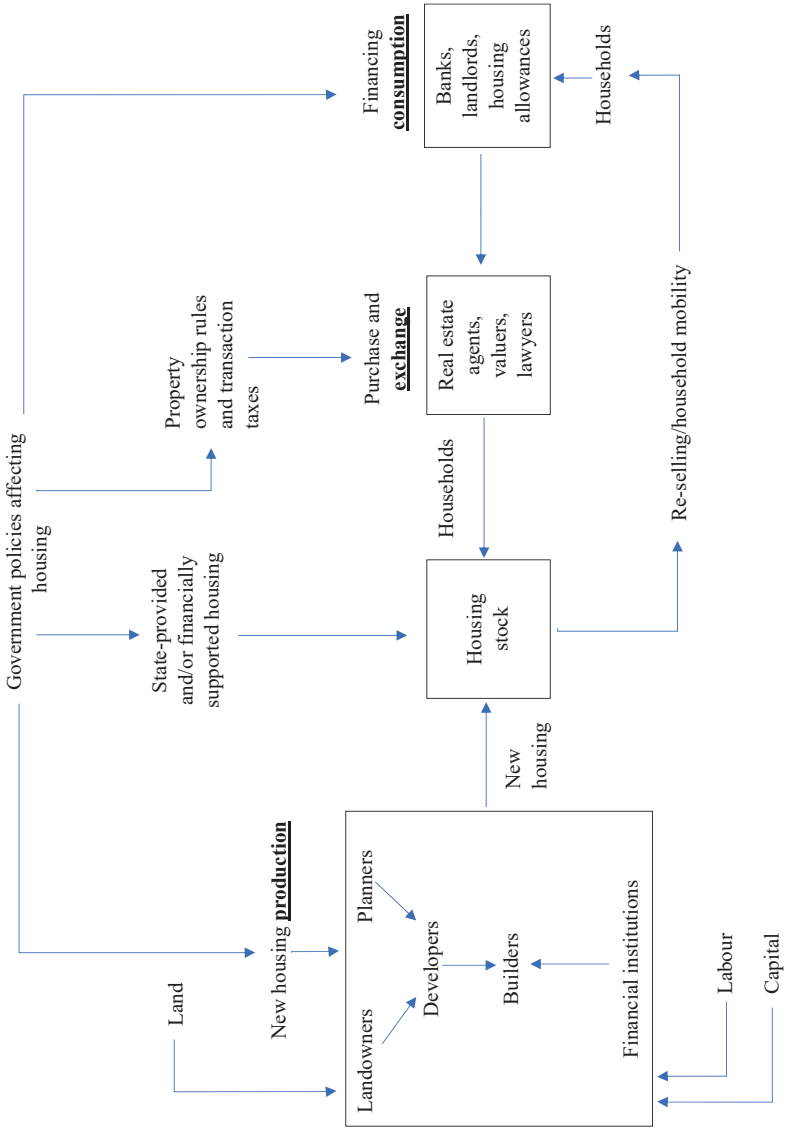 Government policies affecting
housing
Land
New housing production
Landowners
Planners
Developers
Builders
Financial institutions
Labour
Capital
New
housing
State-provided
and/or financially
supported housing
Housing
stock
Households
Property
ownership rules
and transaction
taxes
Purchase and
exchange
Real estate
agents,
valuers,
lawyers
Financing
consumption
Banks,
landlords,
housing
allowances
Households
Re-selling/household mobility